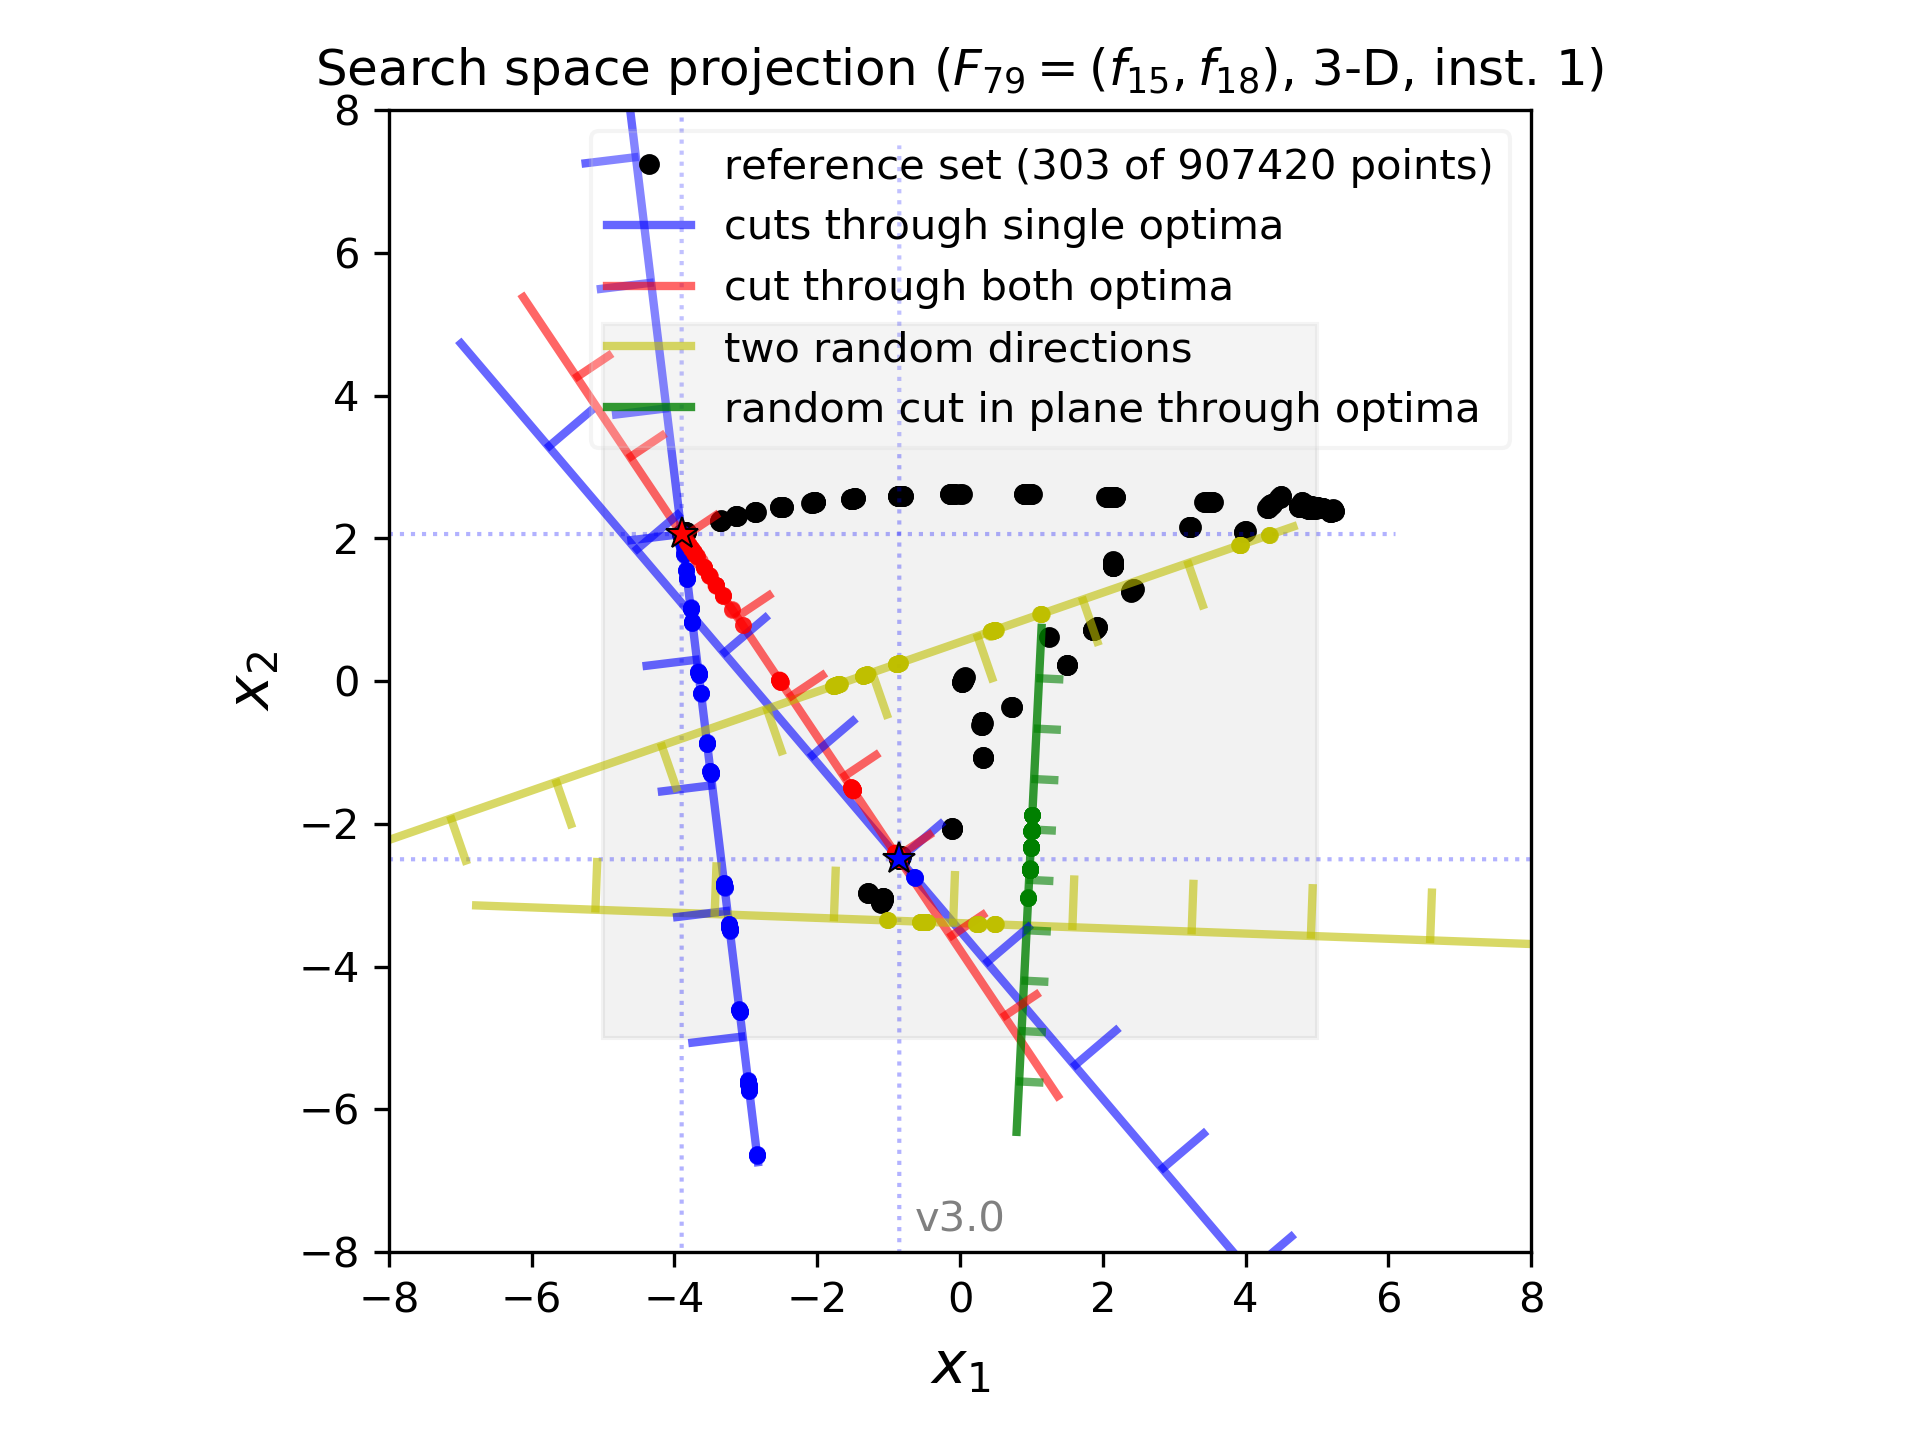 Search space projection (F79 = (f15, f18), 3-D, inst. 1)
reference set (303 of 907420 points)
cuts through single optima
cut through both optima
two random directions
random cut in plane through optima
8
6
4
2
0
−2
−4
−6
−8
x2
v3.0
−8 −6 −4 −2 0 2 4 6 8
x1